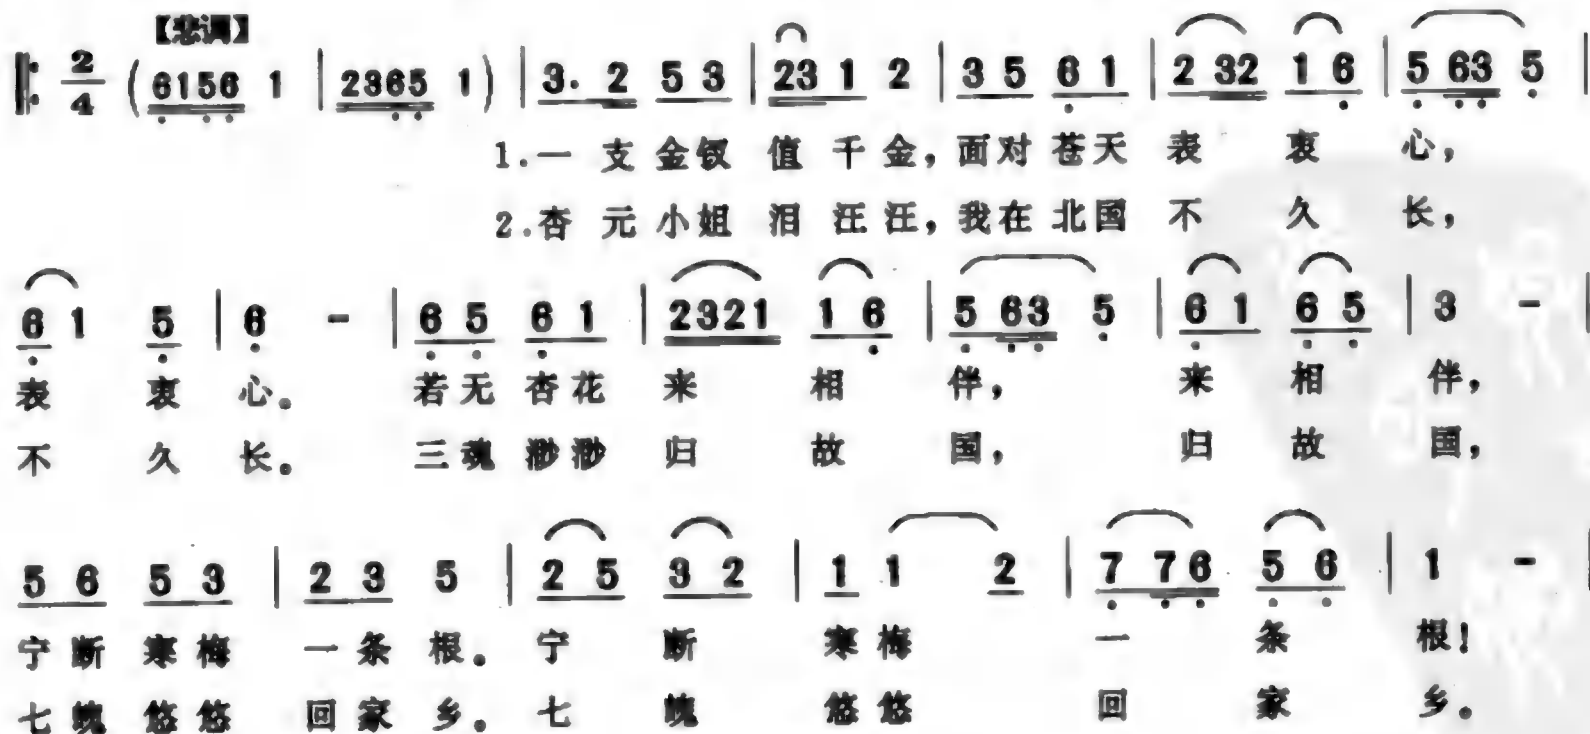 【悲调】
2/4 (6156 1 | 2365 1) | 3. 2 5 3 | 23 1 2 | 3 5 6 1 | 2 32 1 6 | 5 63 5 |
1.一 支 金钗 值 千 金，面对 苍天 表 衷 心，
2.杏 元 小姐 泪 汪 汪，我在 北国 不 久 长，
6 1 5 | 6 - | 6 5 6 1 | 2321 1 6 | 5 63 5 | 6 1 6 5 | 3 - |
表 衷 心。 若无 杏花 来 相 伴， 来 相 伴，
不 久 长。 三魂 渺渺 归 故 国， 归 故 国，
5 6 5 3 | 2 3 5 | 2 5 3 2 | 1 1 2 | 7 76 5 6 | 1 - |
宁断 寒梅 一条 根。宁 断 寒梅 一 条 根！
七魄 悠悠 回家 乡。七 魄 悠悠 回 家 乡。